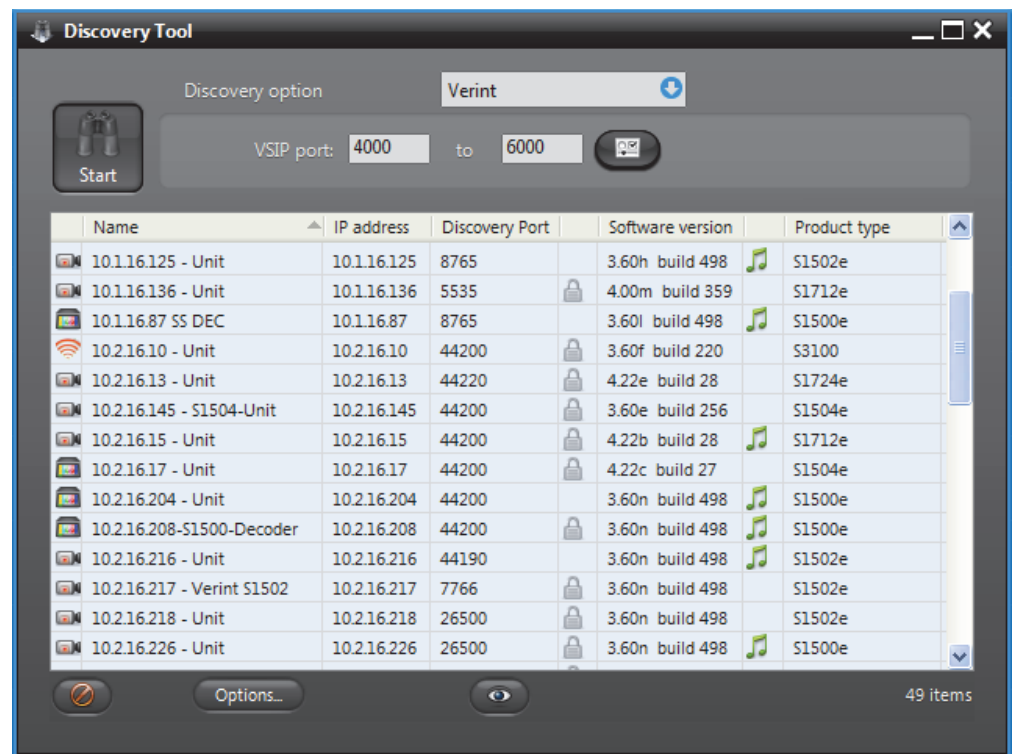 Discovery Tool
Discovery option Verint
VSIP port: 4000 to 6000
Start
Name IP address Discovery Port Software version Product type
10.1.16.125 - Unit 10.1.16.125 8765 3.60h build 498 S1502e
10.1.16.136 - Unit 10.1.16.136 5535 4.00m build 359 S1712e
10.1.16.87 SS DEC 10.1.16.87 8765 3.60l build 498 S1500e
10.2.16.10 - Unit 10.2.16.10 44200 3.60f build 220 S3100
10.2.16.13 - Unit 10.2.16.13 44220 4.22e build 28 S1724e
10.2.16.145 - S1504-Unit 10.2.16.145 44200 3.60e build 256 S1504e
10.2.16.15 - Unit 10.2.16.15 44200 4.22b build 28 S1712e
10.2.16.17 - Unit 10.2.16.17 44200 4.22c build 27 S1504e
10.2.16.204 - Unit 10.2.16.204 44200 3.60n build 498 S1500e
10.2.16.208-S1500-Decoder 10.2.16.208 44200 3.60n build 498 S1500e
10.2.16.216 - Unit 10.2.16.216 44190 3.60n build 498 S1502e
10.2.16.217 - Verint S1502 10.2.16.217 7766 3.60n build 498 S1502e
10.2.16.218 - Unit 10.2.16.218 26500 3.60n build 498 S1502e
10.2.16.226 - Unit 10.2.16.226 26500 3.60n build 498 S1500e
Options... 49 items